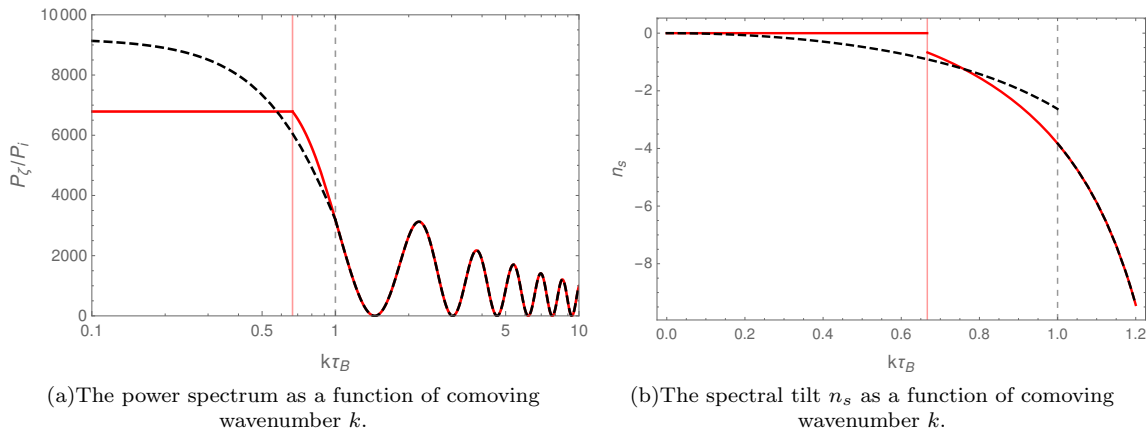 10000
8000
6000
4000
2000
0
P_ζ/P_i
0.1 0.5 1 5 10
kτ_B
(a)The power spectrum as a function of comoving
wavenumber k.
0
-2
-4
-6
-8
n_s
0.0 0.2 0.4 0.6 0.8 1.0 1.2
kτ_B
(b)The spectral tilt n_s as a function of comoving
wavenumber k.